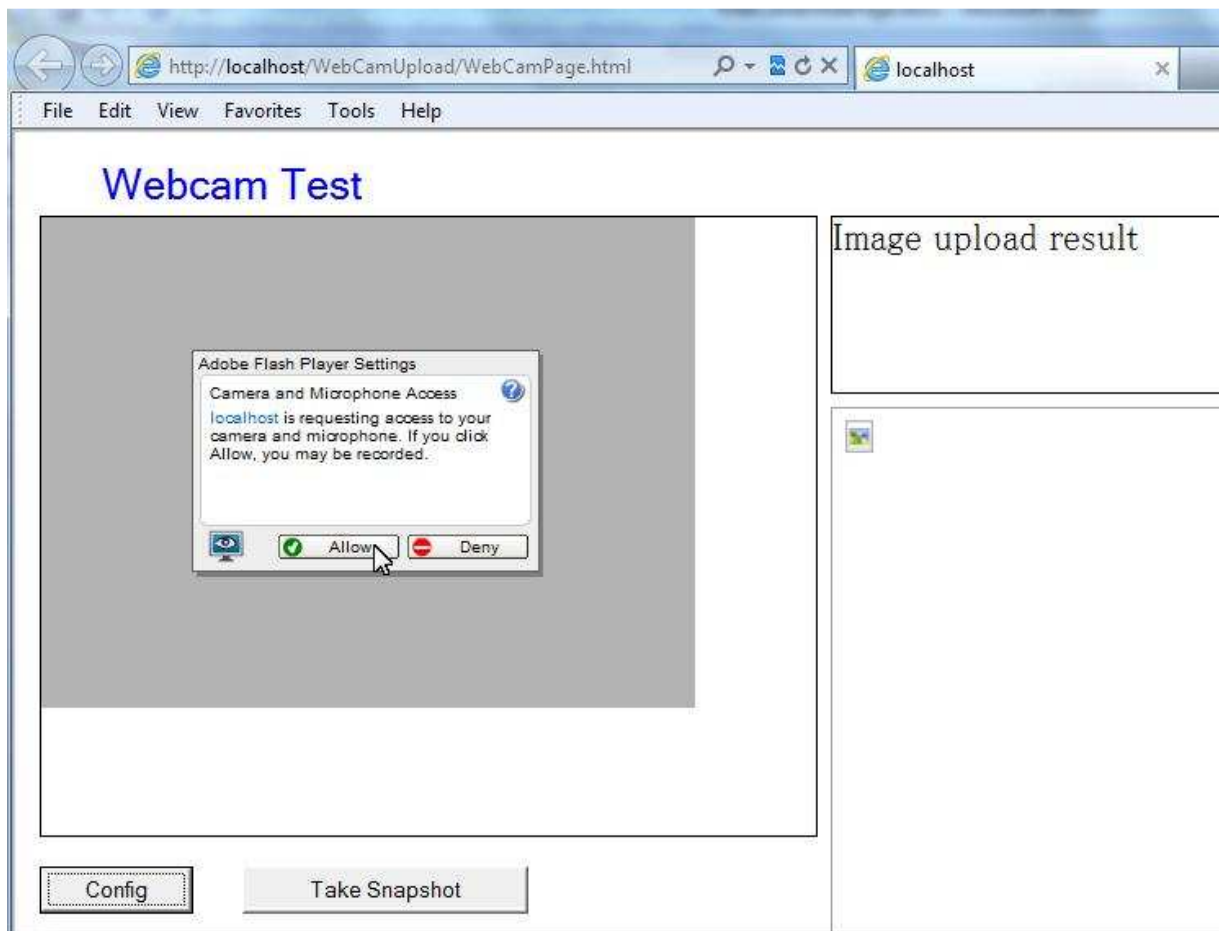 http://localhost/WebCamUpload/WebCamPage.html
localhost
File Edit View Favorites Tools Help
Webcam Test
Image upload result
Adobe Flash Player Settings
Camera and Microphone Access
localhost is requesting access to your
camera and microphone. If you click
Allow, you may be recorded.
Allow
Deny
Config
Take Snapshot